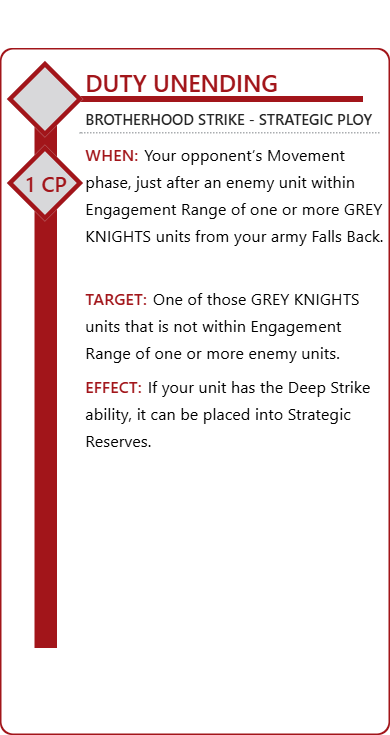 DUTY UNENDING
BROTHERHOOD STRIKE - STRATEGIC PLOY
1 CP
WHEN: Your opponent’s Movement
phase, just after an enemy unit within
Engagement Range of one or more GREY
KNIGHTS units from your army Falls Back.
TARGET: One of those GREY KNIGHTS
units that is not within Engagement
Range of one or more enemy units.
EFFECT: If your unit has the Deep Strike
ability, it can be placed into Strategic
Reserves.